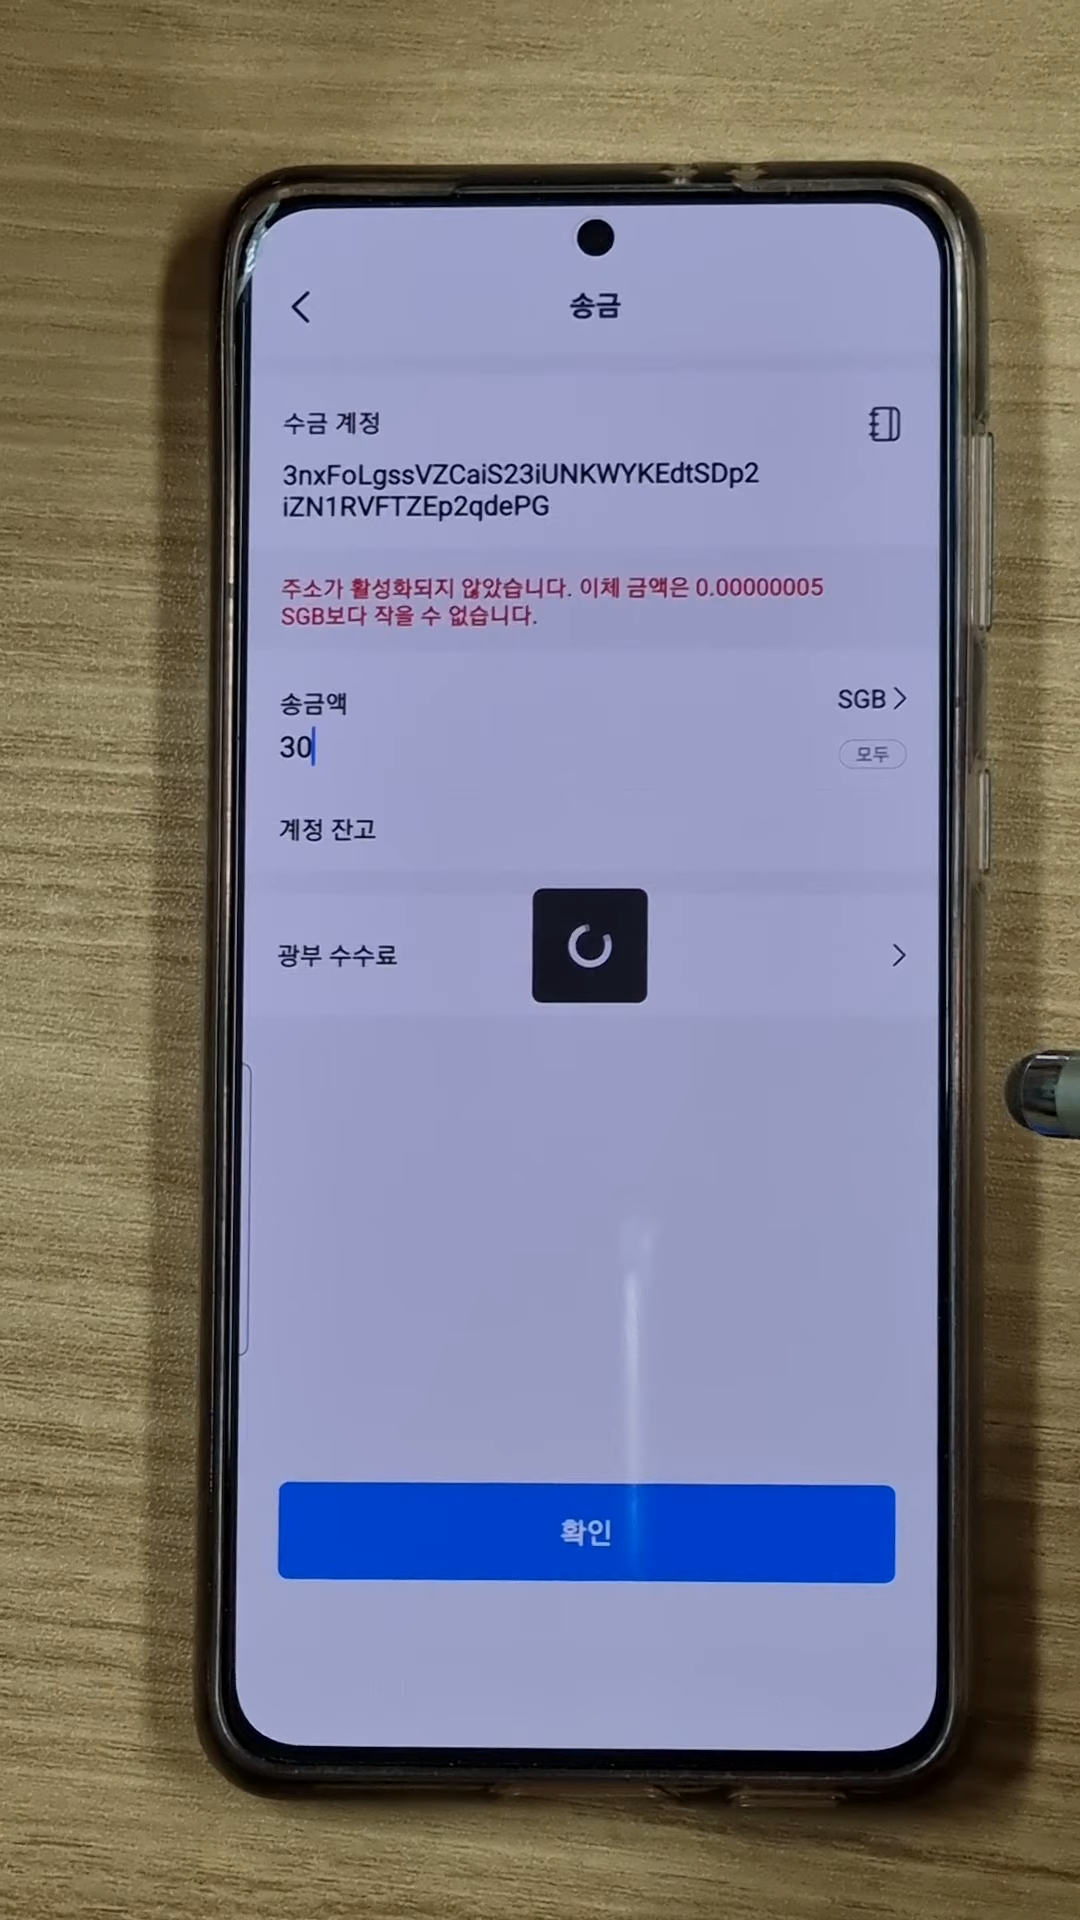 송금
수금 계정
3nxFoLgssVZCaiS23iUNKWYKEdtSDp2
iZN1RVFTZEp2qdePG
주소가 활성화되지 않았습니다. 이체 금액은 0.00000005
SGB보다 작을 수 없습니다.
송금액
SGB
30
모두
계정 잔고
광부 수수료
확인